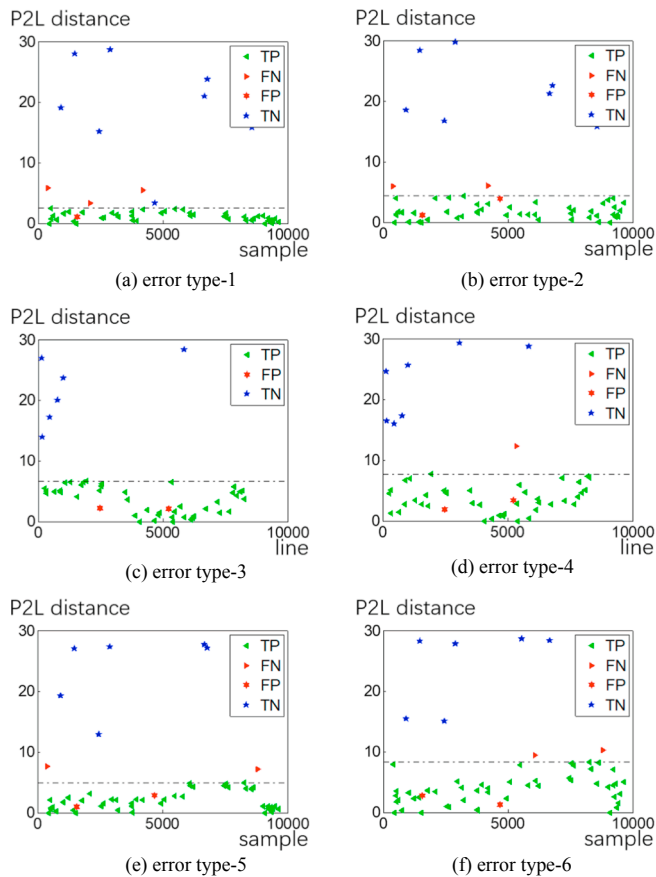 P2L distance
P2L distance
30
20
10
0
TP
FN
FP
TN
0 5000 10000
sample
30
20
10
0
TP
FN
FP
TN
0 5000 10000
sample
(a) error type-1
(b) error type-2
P2L distance
P2L distance
30
20
10
0
TP
FP
TN
0 5000 10000
line
30
20
10
0
TP
FN
FP
TN
0 5000 10000
line
(c) error type-3
(d) error type-4
P2L distance
P2L distance
30
20
10
0
TP
FN
FP
TN
0 5000 10000
sample
30
20
10
0
TP
FN
FP
TN
0 5000 10000
sample
(e) error type-5
(f) error type-6